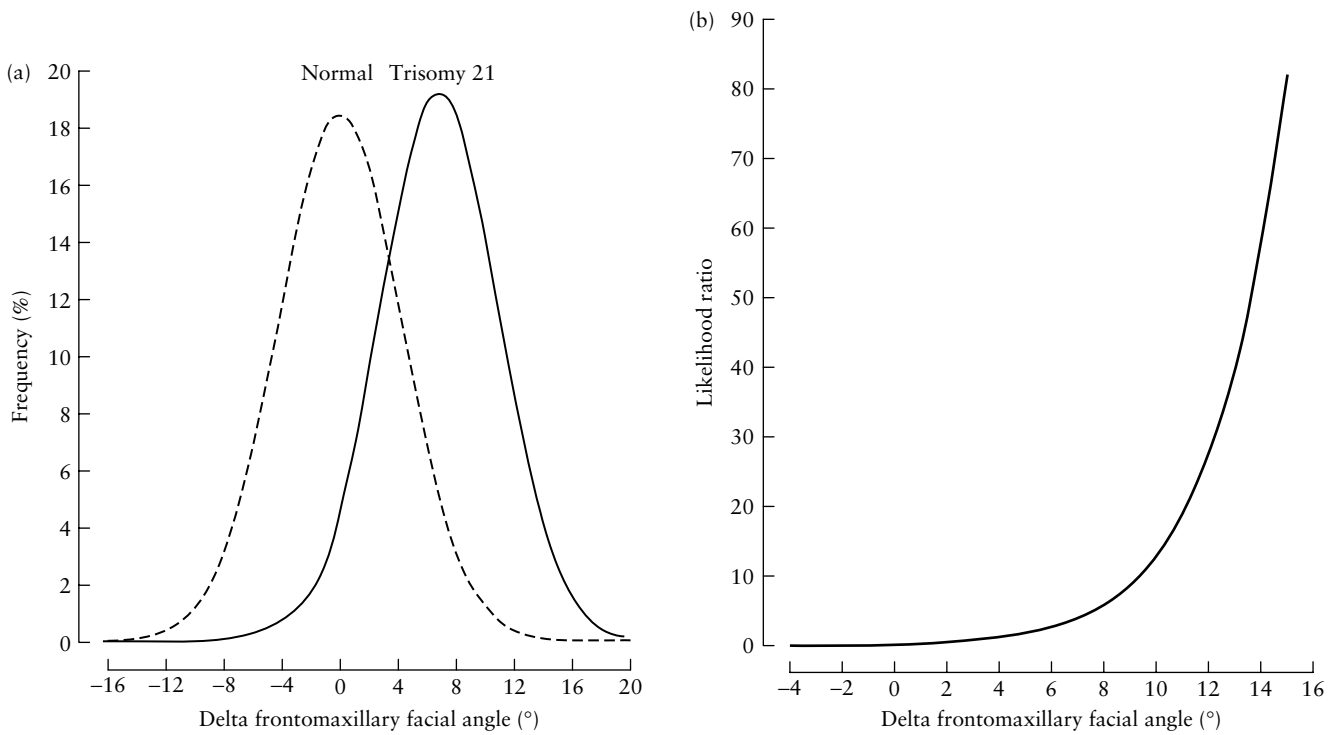 (a)
Normal Trisomy 21
20
18
16
14
12
10
8
6
4
2
0
Frequency (%)
−16 −12 −8 −4 0 4 8 12 16 20
Delta frontomaxillary facial angle (°)
(b)
90
80
70
60
50
40
30
20
10
0
Likelihood ratio
−4 −2 0 2 4 6 8 10 12 14 16
Delta frontomaxillary facial angle (°)